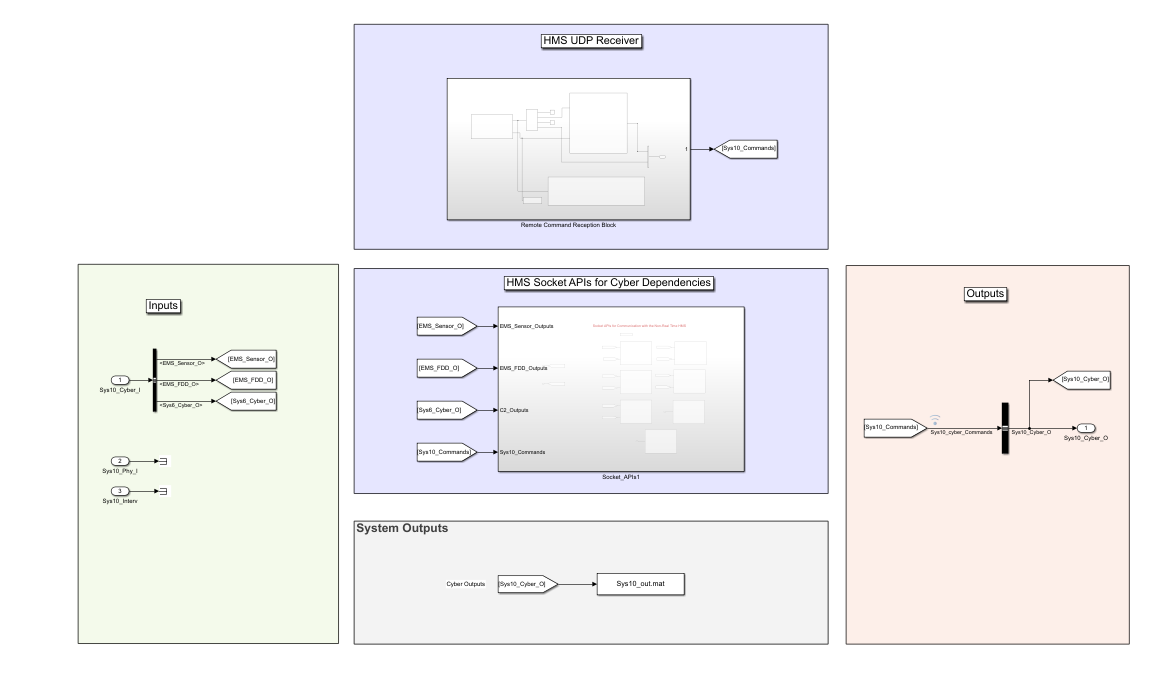 HMS UDP Receiver
1
[Sys10_Commands]
Remote Command Reception Block
Inputs
1
Sys10_Cyber_I
<EMS_Sensor_O>
[EMS_Sensor_O]
<EMS_FDD_O>
[EMS_FDD_O]
<Sys6_Cyber_O>
[Sys6_Cyber_O]
2
Sys10_Phy_I
3
Sys10_Interv
HMS Socket APIs for Cyber Dependencies
[EMS_Sensor_O]
EMS_Sensor_Outputs
[EMS_FDD_O]
EMS_FDD_Outputs
[Sys6_Cyber_O]
C2_Outputs
[Sys10_Commands]
Sys10_Commands
Socket_APIs1
System Outputs
Cyber Outputs
[Sys10_Cyber_O]
Sys10_out.mat
Outputs
[Sys10_Cyber_O]
[Sys10_Commands]
Sys10_cyber_Commands
Sys10_Cyber_O
1
Sys10_Cyber_O